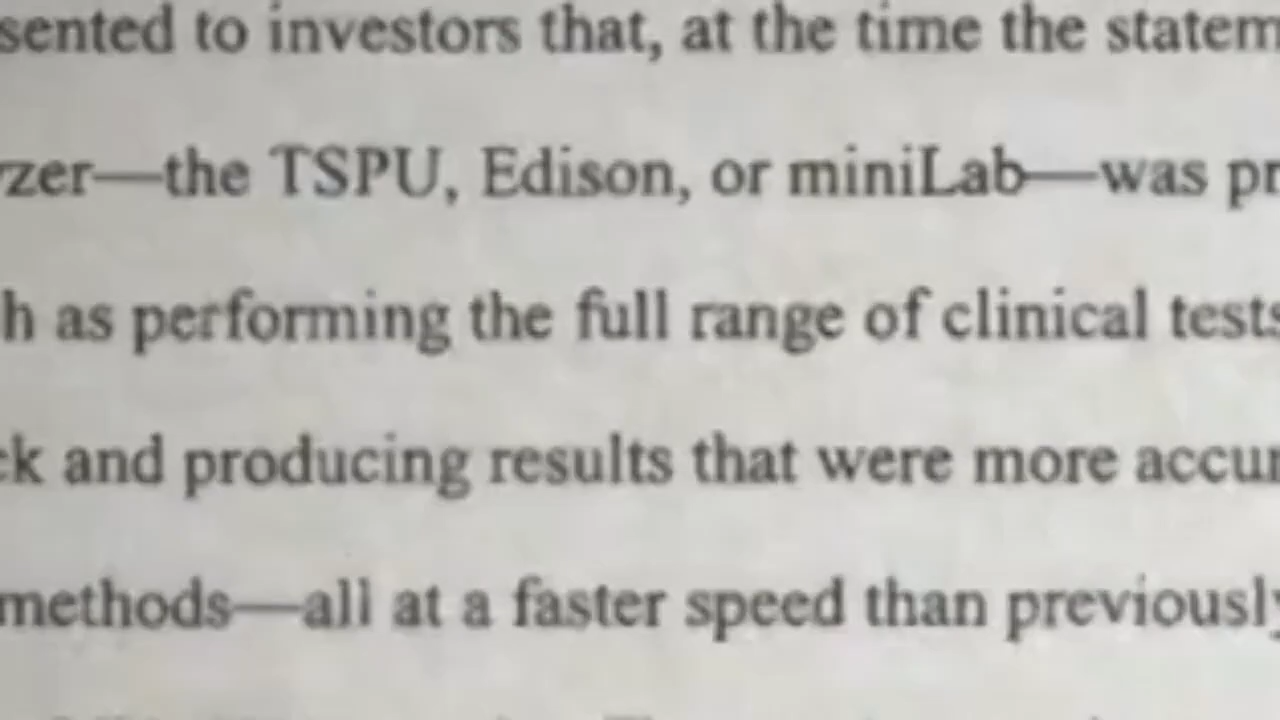 sented to investors that, at the time the statem
zer—the TSPU, Edison, or miniLab—was pr
h as performing the full range of clinical tests
ck and producing results that were more accur
methods—all at a faster speed than previously